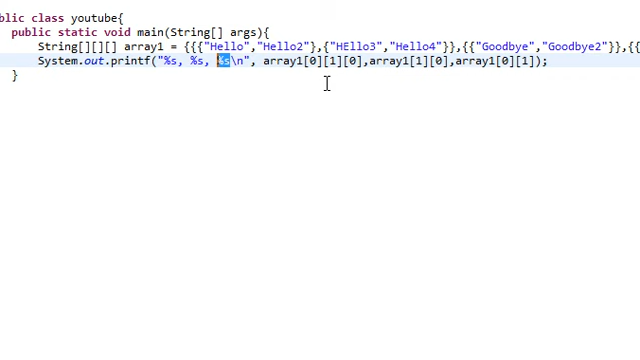 blic class youtube{
public static void main(String[] args){
String[][][] array1 = {{{"Hello","Hello2"},{"HEllo3","Hello4"}},{{"Goodbye","Goodbye2"}},{{
System.out.printf("%s, %s, %s\n", array1[0][1][0],array1[1][0],array1[0][1]);
}